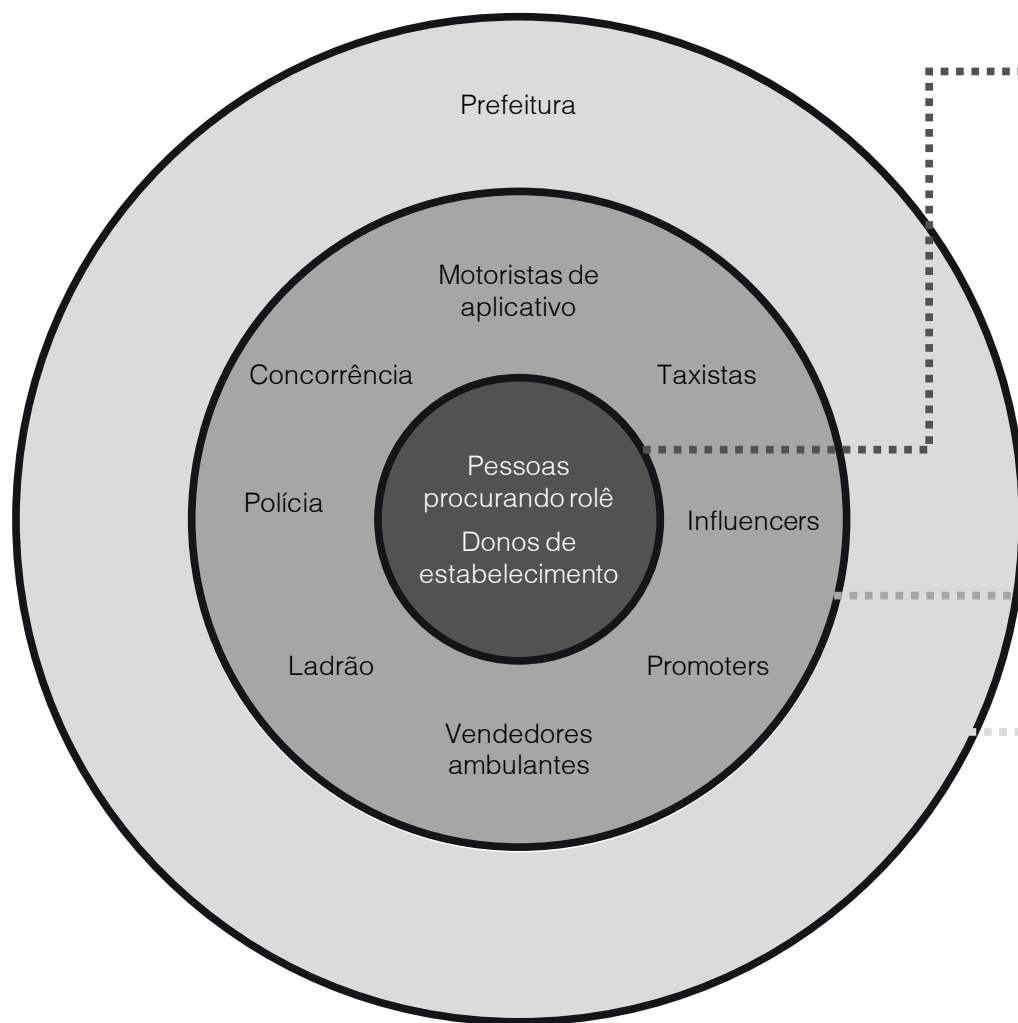 Prefeitura
Motoristas de
aplicativo
Concorrência
Taxistas
Pessoas
procurando rolê
Polícia
Influencers
Donos de
estabelecimento
Ladrão
Promoters
Vendedores
ambulantes